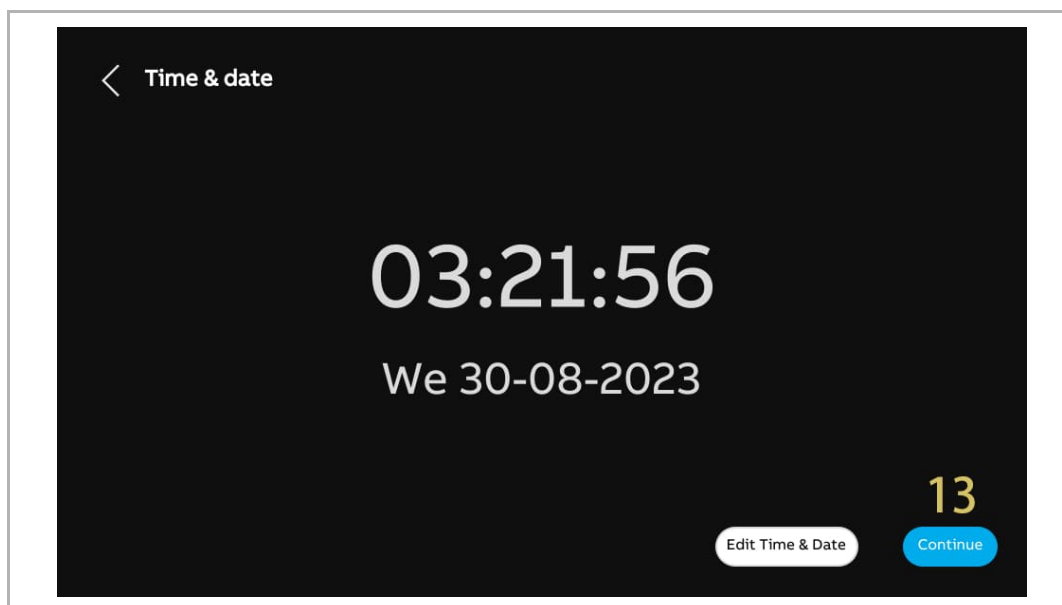 Time & date
03:21:56
We 30-08-2023
13
Edit Time & Date
Continue